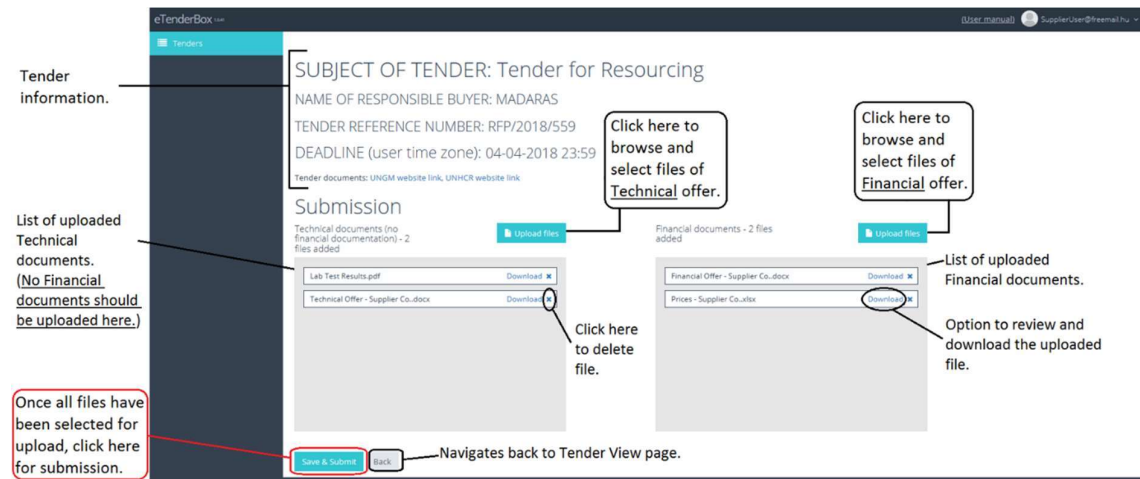 eTenderBox
(User manual)
SupplierUser@freemail.hu
Tenders
Tender
information.
SUBJECT OF TENDER: Tender for Resourcing
NAME OF RESPONSIBLE BUYER: MADARAS
TENDER REFERENCE NUMBER: RFP/2018/559
DEADLINE (user time zone): 04-04-2018 23:59
Tender documents: UNGM website link, UNHCR website link
Click here to
browse and
select files of
Technical offer.
Click here to
browse and
select files of
Financial offer.
Submission
Technical documents (no
financial documentation) - 2
files added
Upload files
Financial documents - 2 files
added
Upload files
List of uploaded
Technical
documents.
(No Financial
documents should
be uploaded here.)
Lab Test Results.pdf
Download ✖
Technical Offer - Supplier Co..docx
Download ✖
Financial Offer - Supplier Co..docx
Download ✖
Prices - Supplier Co..xlsx
Download ✖
List of uploaded
Financial documents.
Click here
to delete
file.
Option to review and
download the uploaded
file.
Once all files have
been selected for
upload, click here
for submission.
Save & Submit
Back
Navigates back to Tender View page.